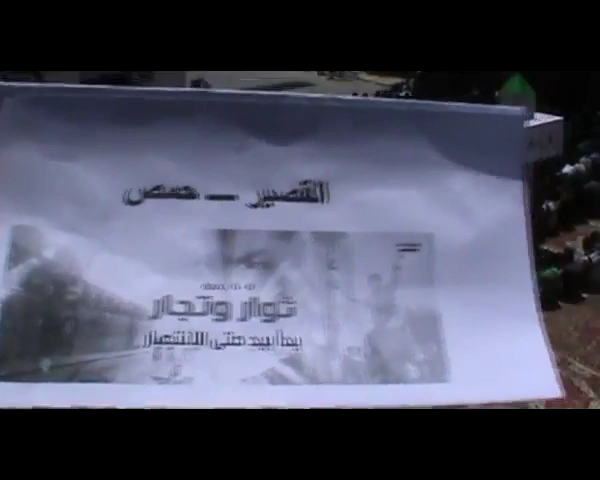 القصير - حمص
ثوار وتجار
يداً بيد حتى الانتصار